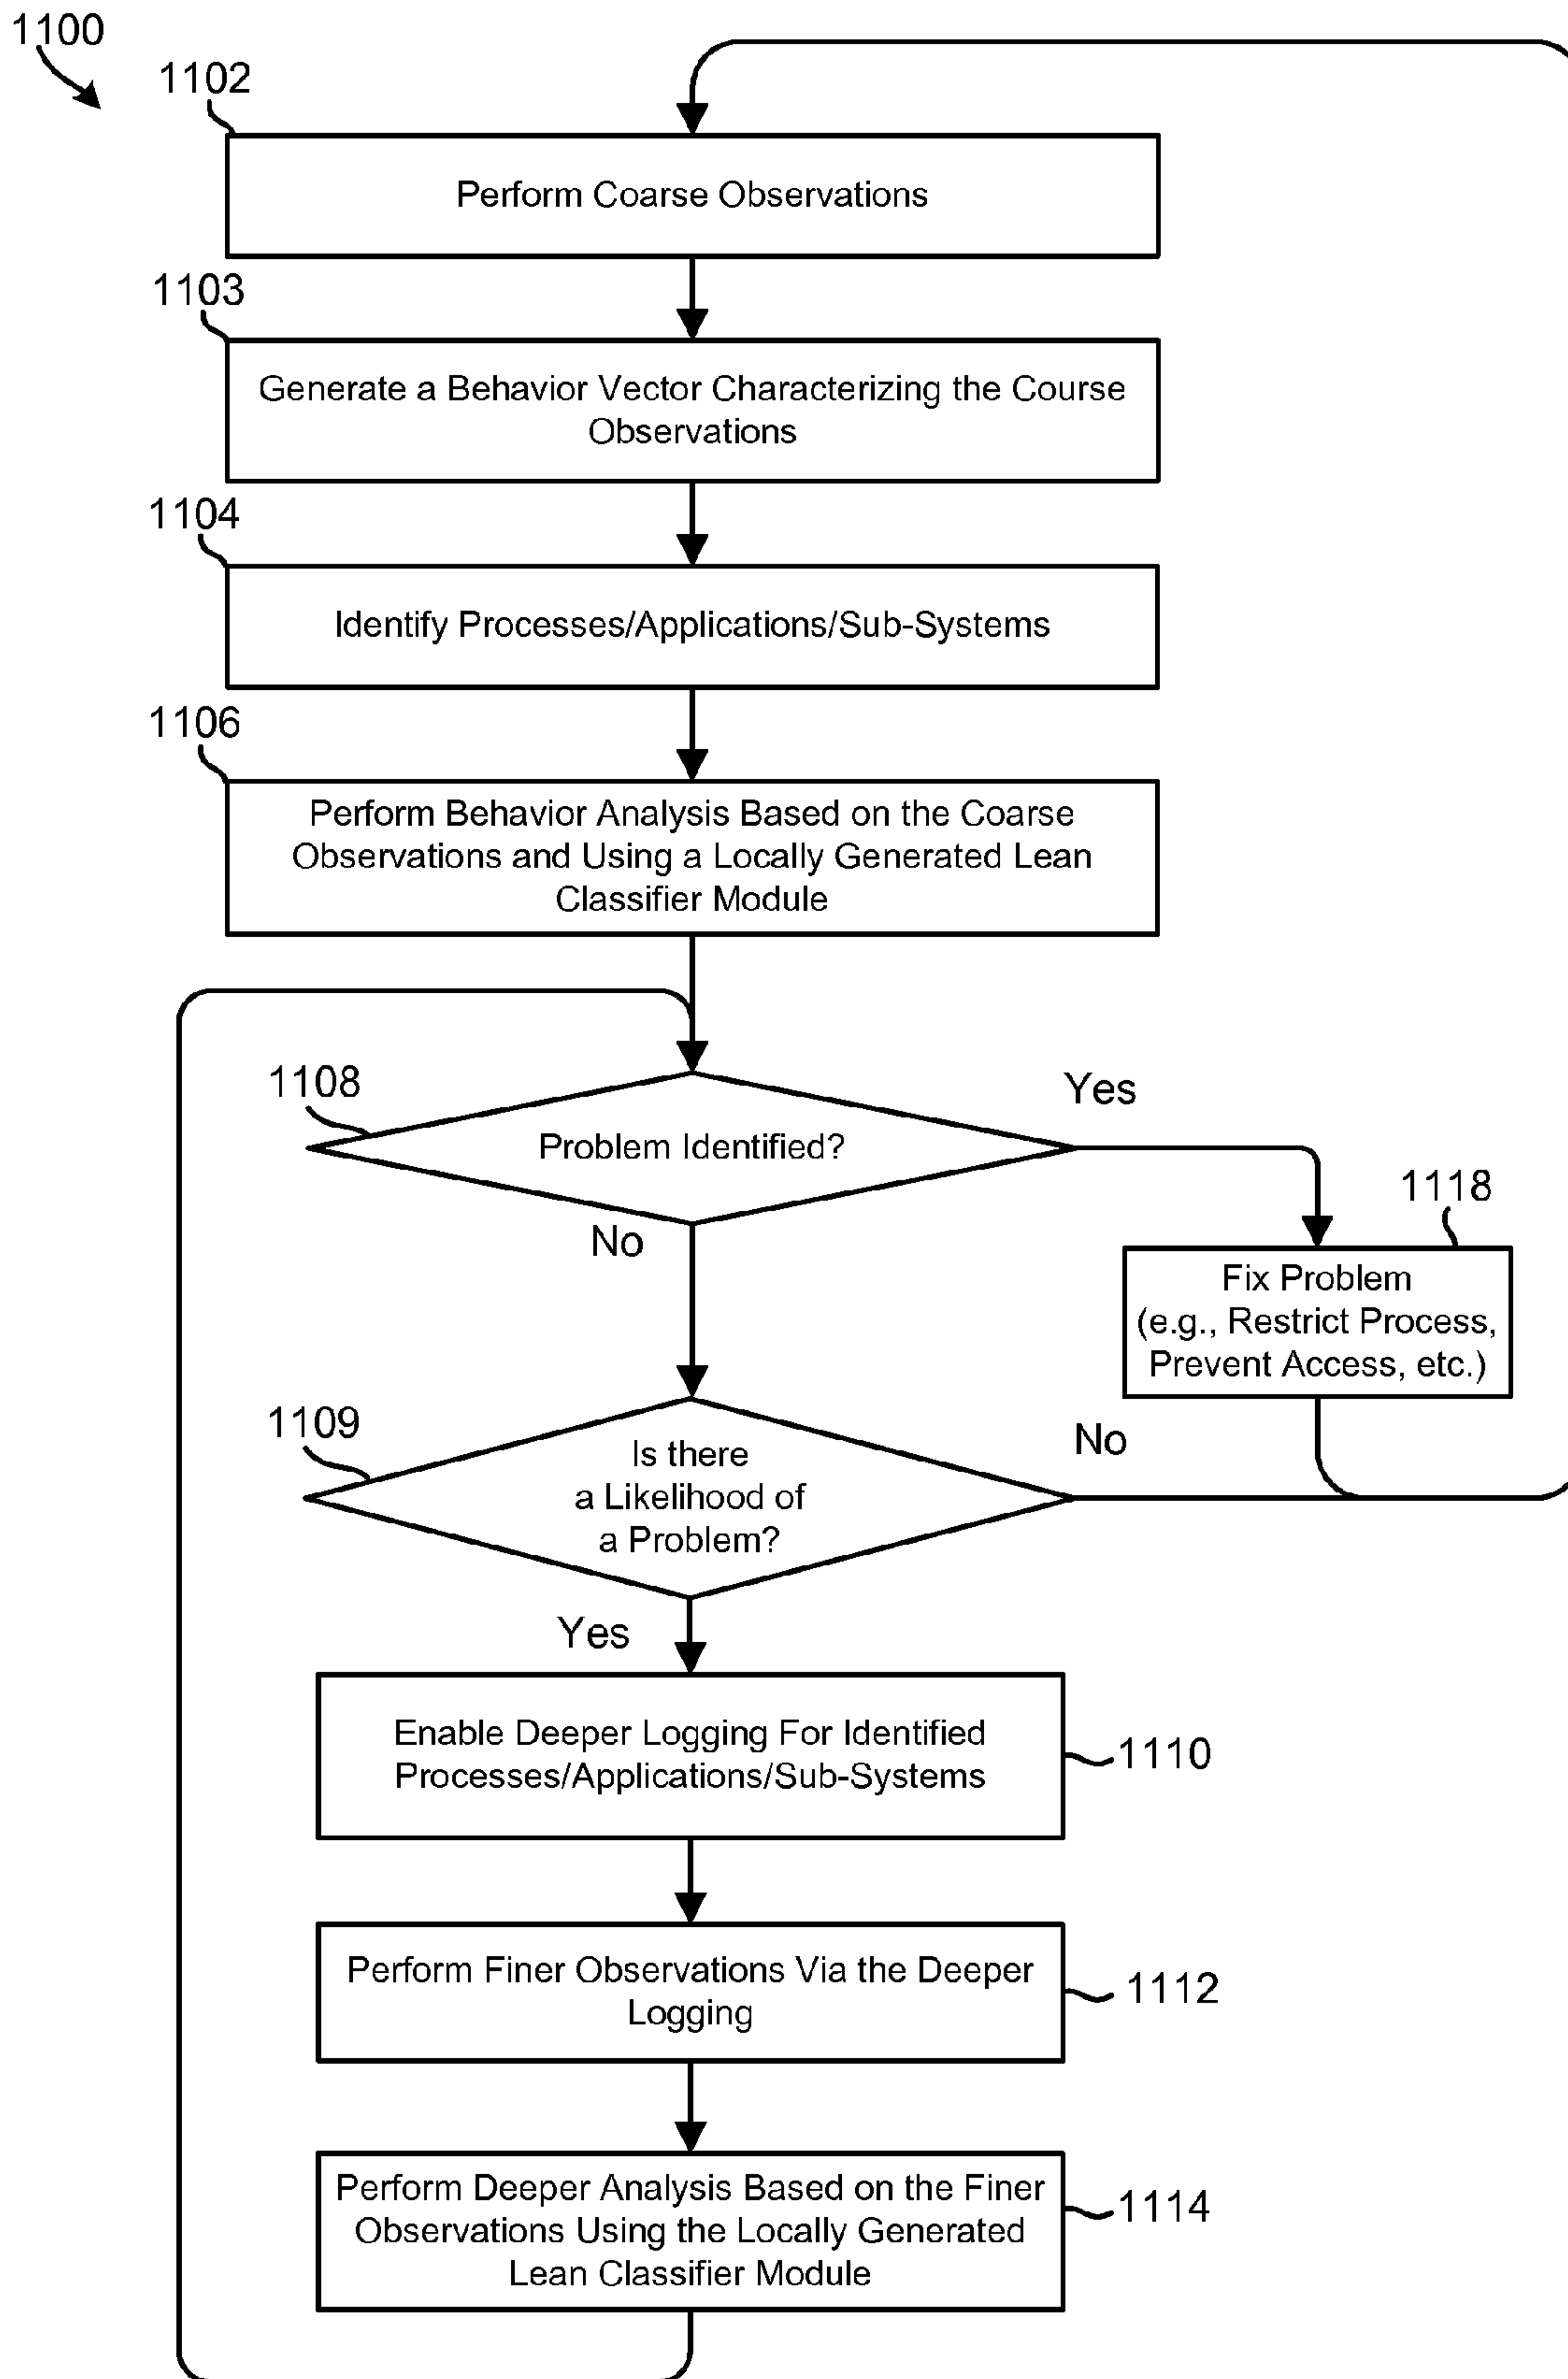 1100
1102
Perform Coarse Observations
1103
Generate a Behavior Vector Characterizing the Course
Observations
1104
Identify Processes/Applications/Sub-Systems
1106
Perform Behavior Analysis Based on the Coarse
Observations and Using a Locally Generated Lean
Classifier Module
1108
Problem Identified?
Yes
No
1118
Fix Problem
(e.g., Restrict Process,
Prevent Access, etc.)
1109
Is there
a Likelihood of
a Problem?
No
Yes
Enable Deeper Logging For Identified
Processes/Applications/Sub-Systems
1110
Perform Finer Observations Via the Deeper
Logging
1112
Perform Deeper Analysis Based on the Finer
Observations Using the Locally Generated
Lean Classifier Module
1114